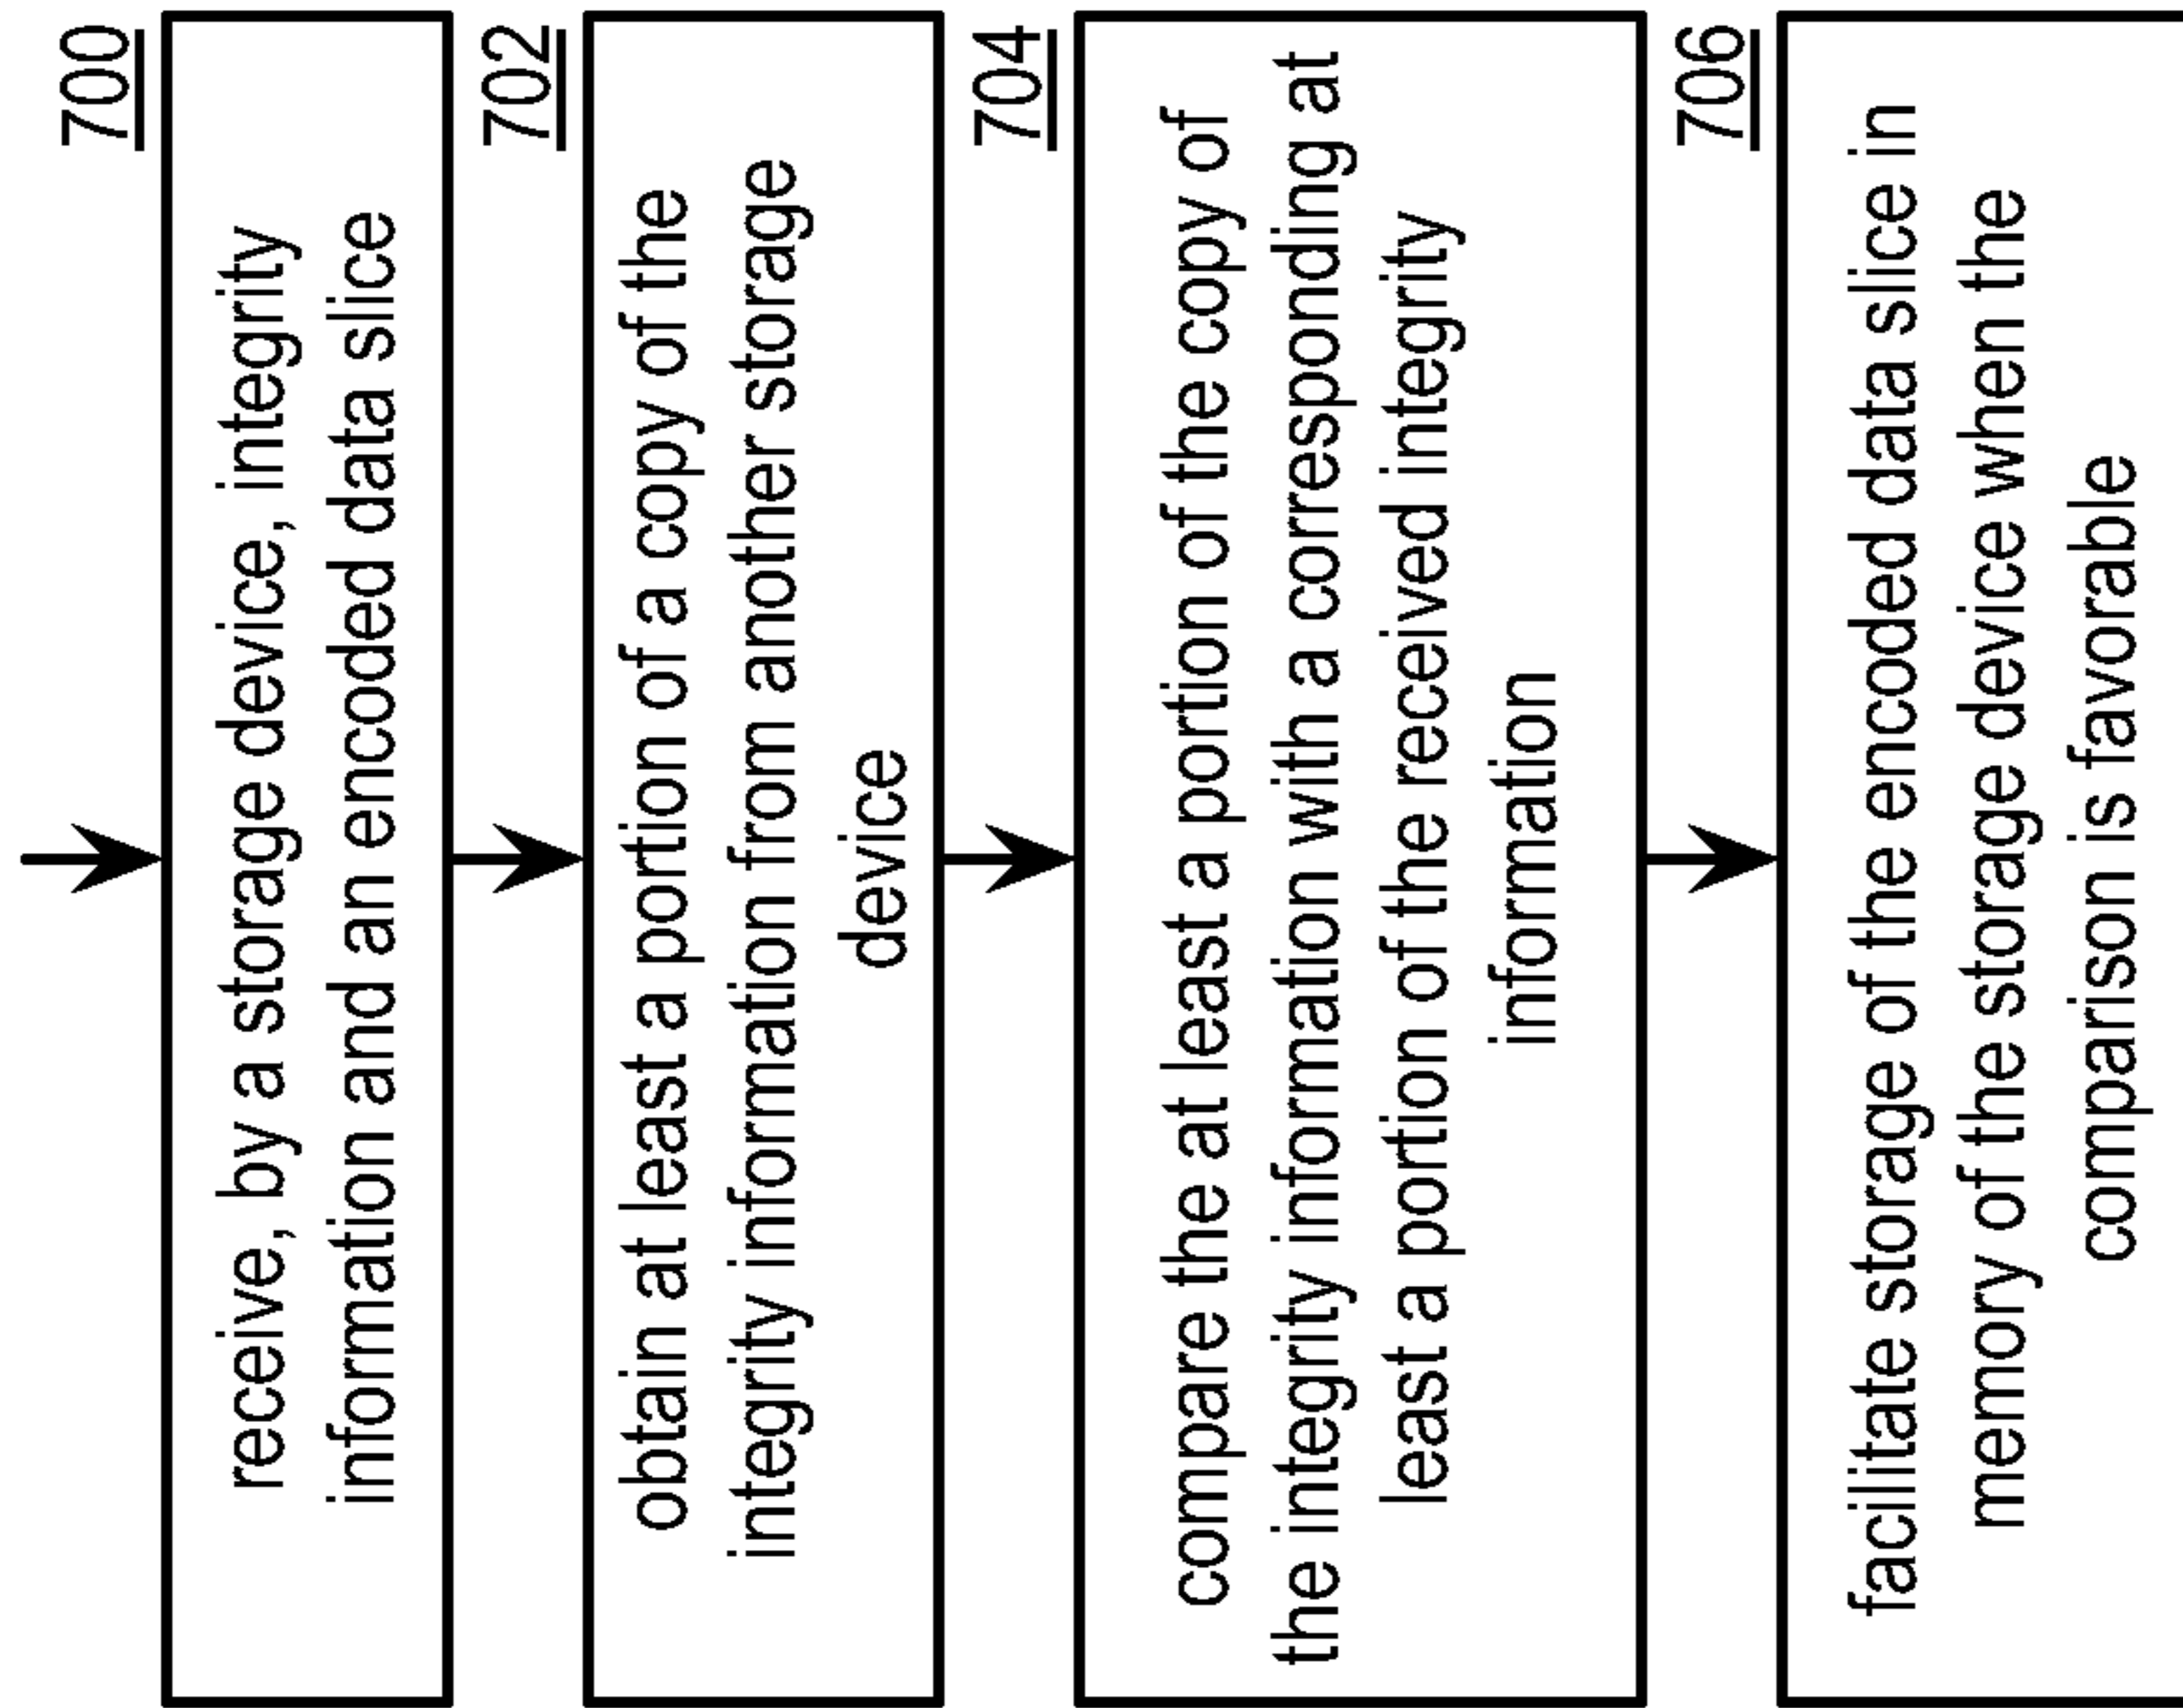 700
receive, by a storage device, integrity
information and an encoded data slice
702
obtain at least a portion of a copy of the
integrity information from another storage
device
704
compare the at least a portion of the copy of
the integrity information with a corresponding at
least a portion of the received integrity
information
706
facilitate storage of the encoded data slice in
memory of the storage device when the
comparison is favorable